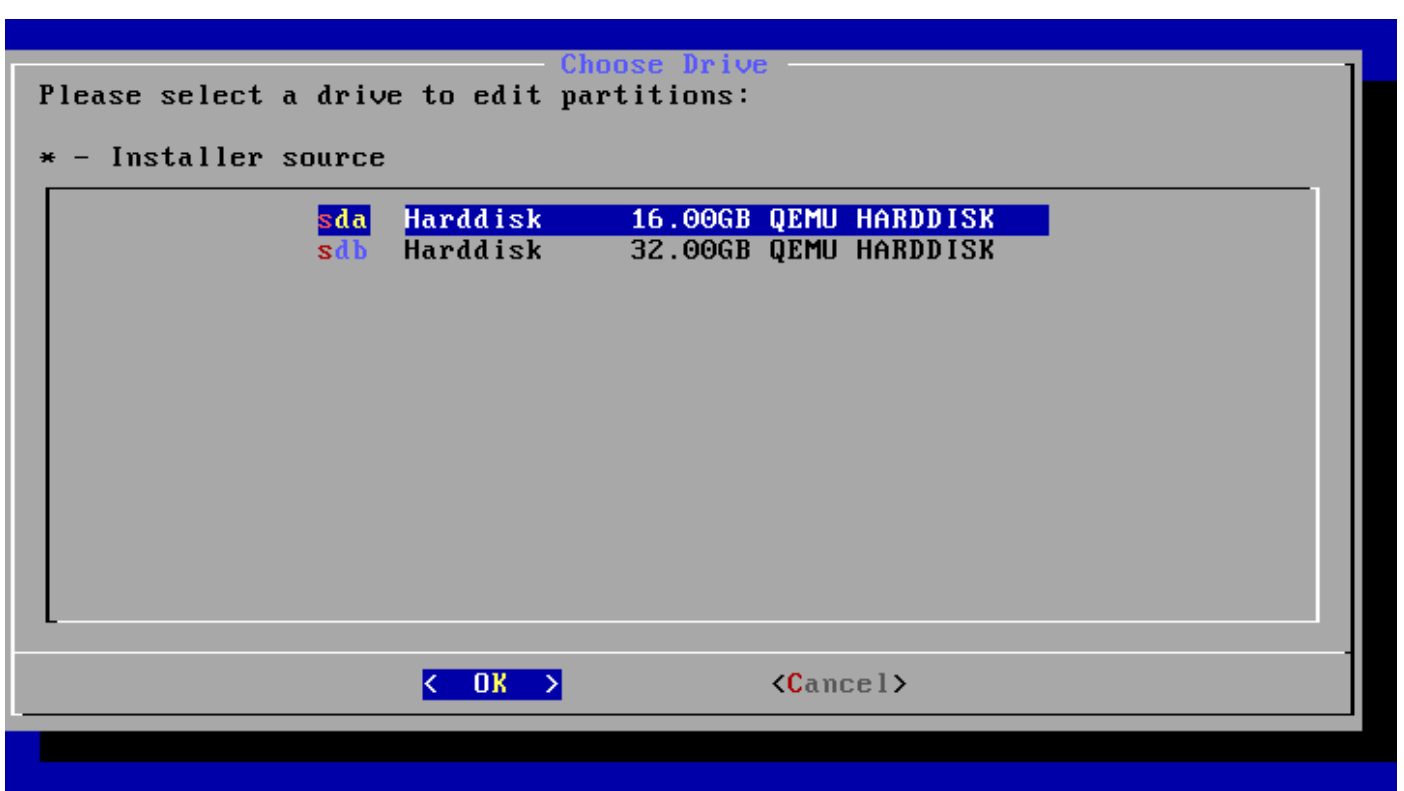 Choose Drive
Please select a drive to edit partitions:
* - Installer source
sda Harddisk 16.00GB QEMU HARDDISK
sdb Harddisk 32.00GB QEMU HARDDISK
< OK > <Cancel>